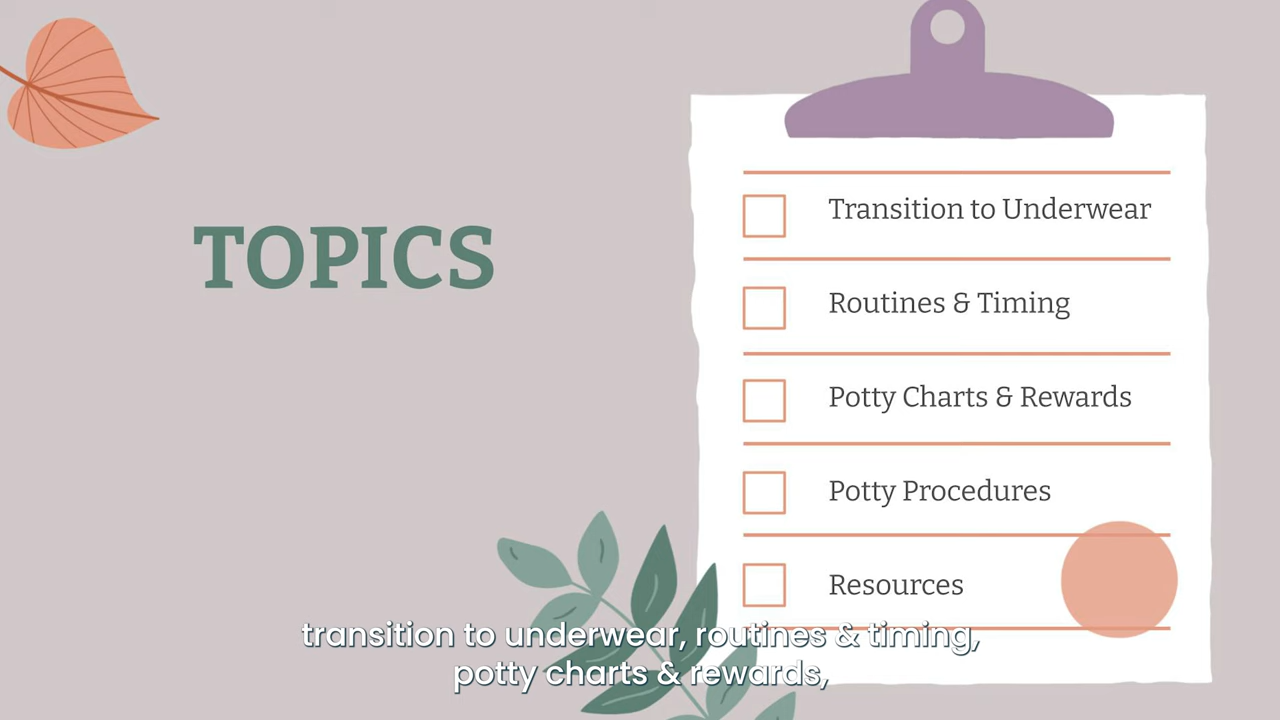 TOPICS
Transition to Underwear
Routines & Timing
Potty Charts & Rewards
Potty Procedures
Resources
transition to underwear, routines & timing,
potty charts & rewards,